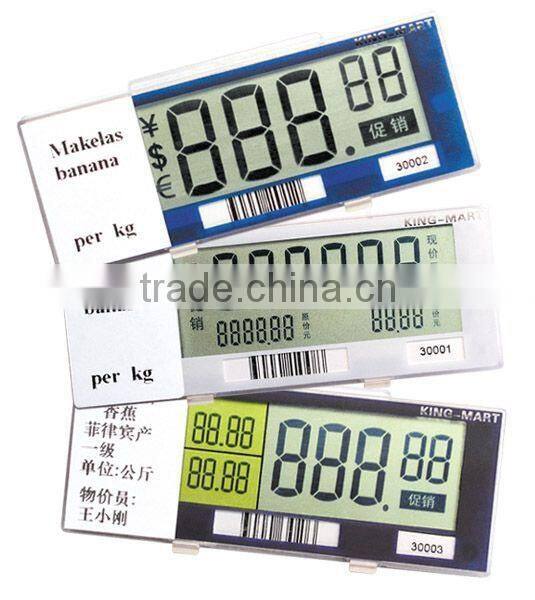 KING-MART
¥
$
€
888.88
促销
Makelas
banana
per kg
30002
KING-MART
现
价
销
8888.88
原
价
元
8888
价
元
30001
per kg
trade.china.cn
香蕉
菲律宾产
一级
单位:公斤
物价员:
王小刚
KING-MART
88.88
88.88
888.88
促销
30003